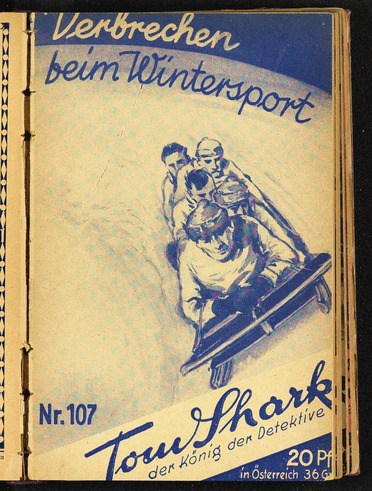 Verbrechen
beim Wintersport
Nr. 107
Tom Shark
der König der Detektive
20 Pf
in Österreich 36 G